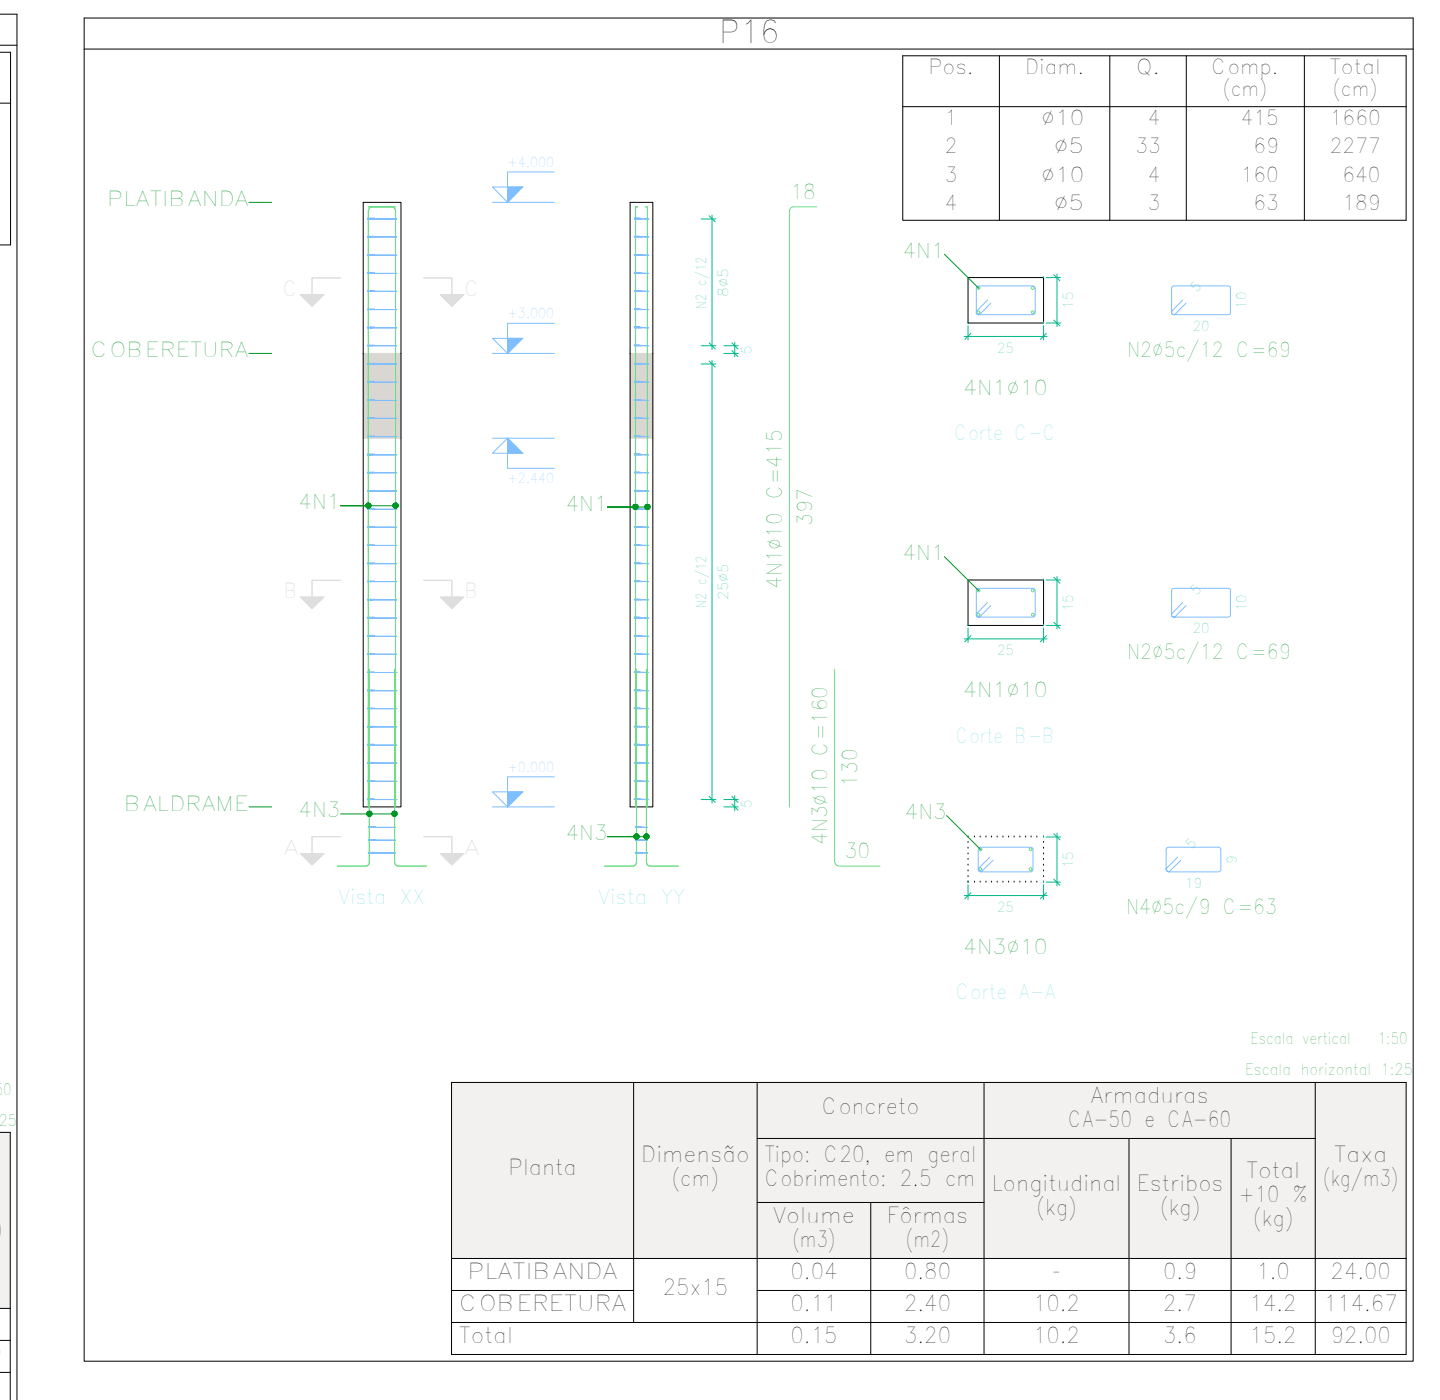 P16
Pos. Diam. Q. Comp. (cm) Total (cm)
1 ø10 4 415 1660
2 ø5 33 69 2277
3 ø10 4 160 640
4 ø5 3 63 189
PLATIBANDA
+4.000
18
C C
COBERETURA
+3.000
N2 c/12
8ø5
5
+2.440
4N1
4N1
4N1ø10 C=415
397
B B
N2 c/12
25ø5
BALDRAME
+0.000
5
4N3
4N3
4N3ø10 C=160
130
30
A A
Vista XX
Vista YY
4N1
15
25
4N1ø10
Corte C-C
5
10
20
N2ø5c/12 C=69
4N1
15
25
4N1ø10
Corte B-B
5
10
20
N2ø5c/12 C=69
4N3
15
25
4N3ø10
Corte A-A
5
9
19
N4ø5c/9 C=63
Escala vertical 1:50
Escala horizontal 1:25
50
25
Planta
Dimensão
(cm)
Concreto
Tipo: C20, em geral
Cobrimento: 2.5 cm
Volume
(m3)
Fôrmas
(m2)
Armaduras
CA-50 e CA-60
Longitudinal
(kg)
Estribos
(kg)
Total
+10 %
(kg)
Taxa
(kg/m3)
PLATIBANDA 25x15 0.04 0.80 - 0.9 1.0 24.00
COBERETURA 0.11 2.40 10.2 2.7 14.2 114.67
Total 0.15 3.20 10.2 3.6 15.2 92.00